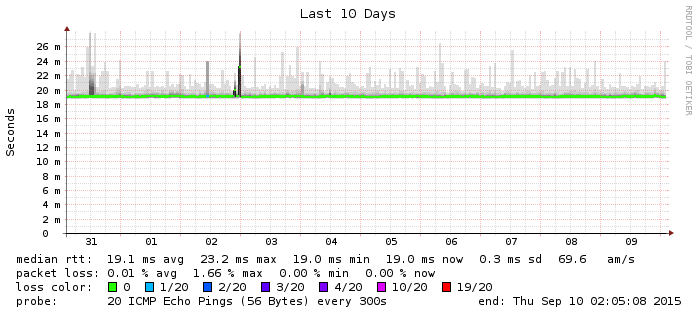 Last 10 Days
RRDTOOL / TOBI OETIKER
Seconds
26 m
24 m
22 m
20 m
18 m
16 m
14 m
12 m
10 m
8 m
6 m
4 m
2 m
0
31 01 02 03 04 05 06 07 08 09
median rtt: 19.1 ms avg 23.2 ms max 19.0 ms min 19.0 ms now 0.3 ms sd 69.6 am/s
packet loss: 0.01 % avg 1.66 % max 0.00 % min 0.00 % now
loss color: 0 1/20 2/20 3/20 4/20 10/20 19/20
probe: 20 ICMP Echo Pings (56 Bytes) every 300s end: Thu Sep 10 02:05:08 2015